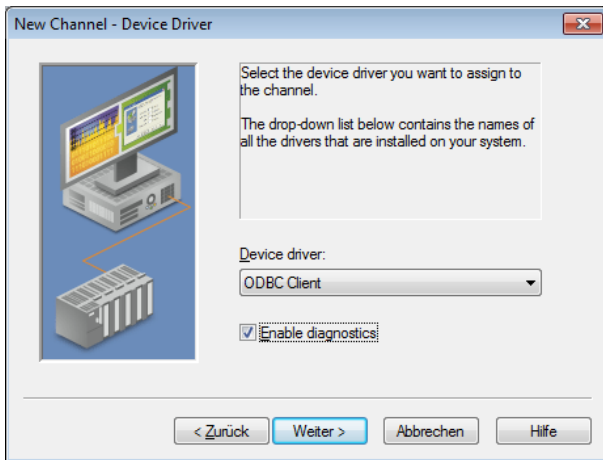 New Channel - Device Driver
Select the device driver you want to assign to
the channel.
The drop-down list below contains the names of
all the drivers that are installed on your system.
Device driver:
ODBC Client
Enable diagnostics
< Zurück
Weiter >
Abbrechen
Hilfe